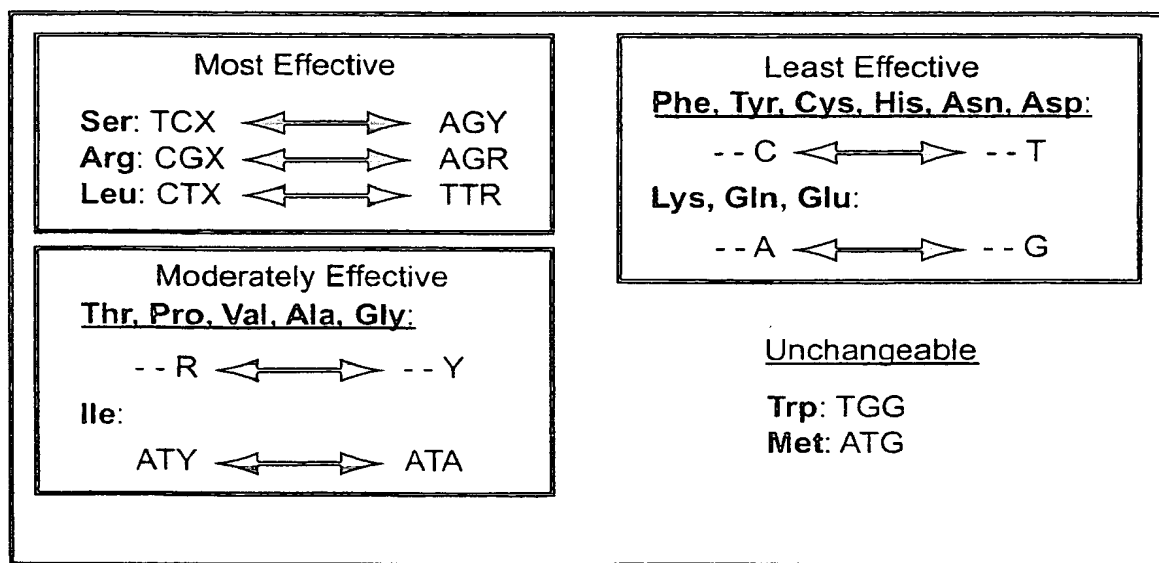 Most Effective
Ser: TCX AGY
Arg: CGX AGR
Leu: CTX TTR
Moderately Effective
Thr, Pro, Val, Ala, Gly:
- - R - - Y
Ile:
ATY ATA
Least Effective
Phe, Tyr, Cys, His, Asn, Asp:
- - C - - T
Lys, Gln, Glu:
- - A - - G
Unchangeable
Trp: TGG
Met: ATG